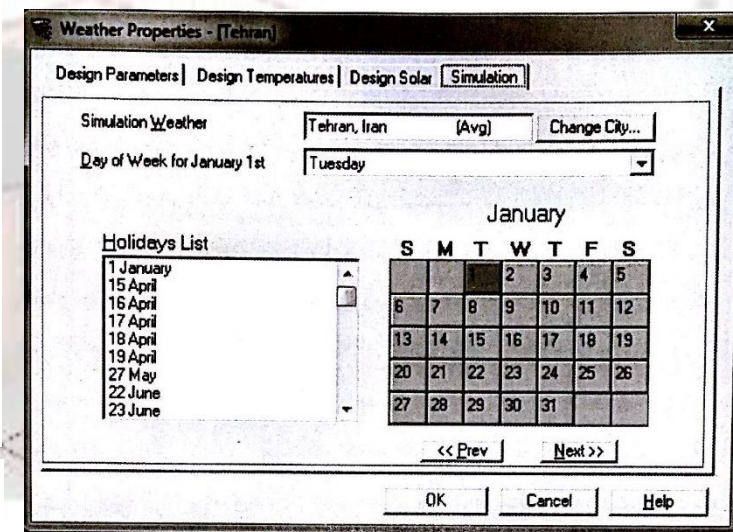 Weather Properties - [Tehran]
x
Design Parameters Design Temperatures Design Solar Simulation
Simulation Weather Tehran, Iran (Avg) Change City...
Day of Week for January 1st Tuesday
January
Holidays List
S M T W T F S
1 January
15 April
16 April
17 April
18 April
19 April
27 May
22 June
23 June
1 2 3 4 5
6 7 8 9 10 11 12
13 14 15 16 17 18 19
20 21 22 23 24 25 26
27 28 29 30 31
<< Prev Next >>
OK Cancel Help